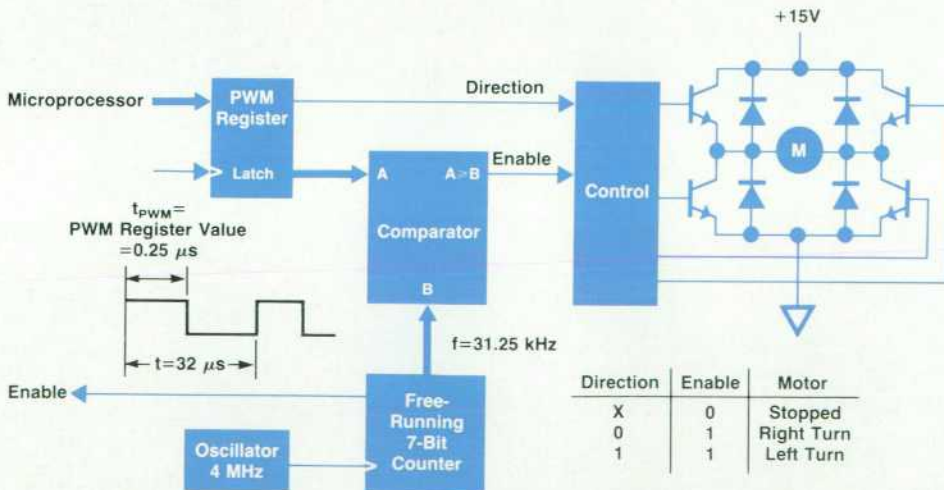 +15V
Microprocessor
PWM
Register
Latch
Direction
Enable
A
A>B
Comparator
B
Control
M
tPWM=
PWM Register Value
=0.25 μs
t=32 μs
f=31.25 kHz
Enable
Oscillator
4 MHz
Free-
Running
7-Bit
Counter
Direction Enable Motor
X 0 Stopped
0 1 Right Turn
1 1 Left Turn